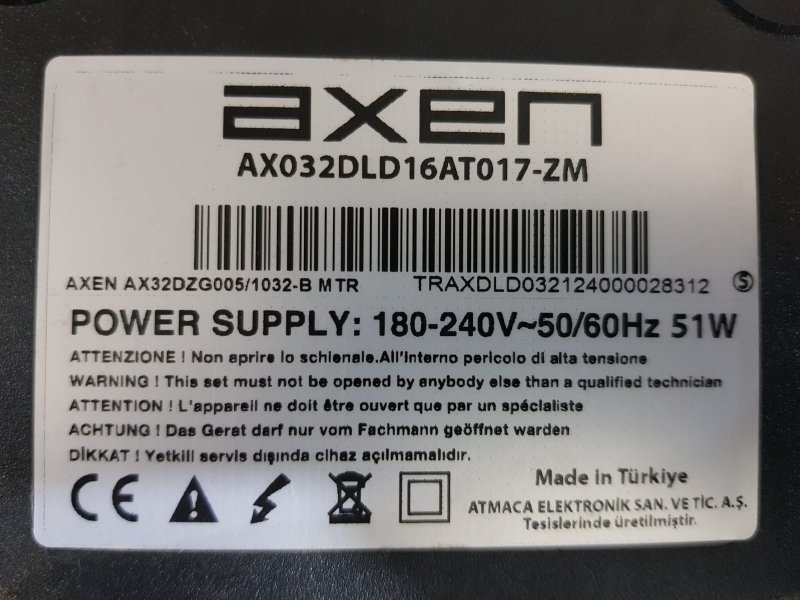 axen
AX032DLD16AT017-ZM
AXEN AX32DZG005/1032-B M TR TRAXDLD032124000028312 S
POWER SUPPLY: 180-240V~50/60Hz 51W
ATTENZIONE ! Non aprire lo schienale.All'interno pericolo di alta tensione
WARNING ! This set must not be opened by anybody else than a qualified technician
ATTENTION ! L'appareil ne doit être ouvert que par un spécialiste
ACHTUNG ! Das Gerat darf nur vom Fachmann geöffnet warden
DİKKAT ! Yetkili servis dışında cihaz açılmamalıdır.
CE
Made in Türkiye
ATMACA ELEKTRONİK SAN. VE TİC. A.Ş.
Tesislerinde üretilmiştir.